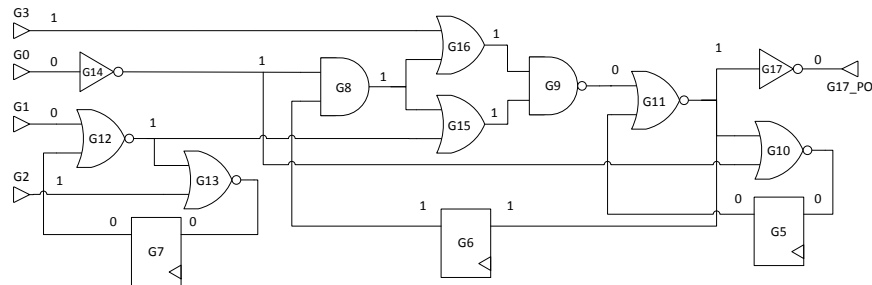 G3 1
G0 0 G14 1
G1 0 G12 1
G2 1 G13
0 G7 0
G8 1
G16 1
G15 1
G9 0
G11 1
G17 0
G17_PO
G10
1 G6 1
0 G5 0